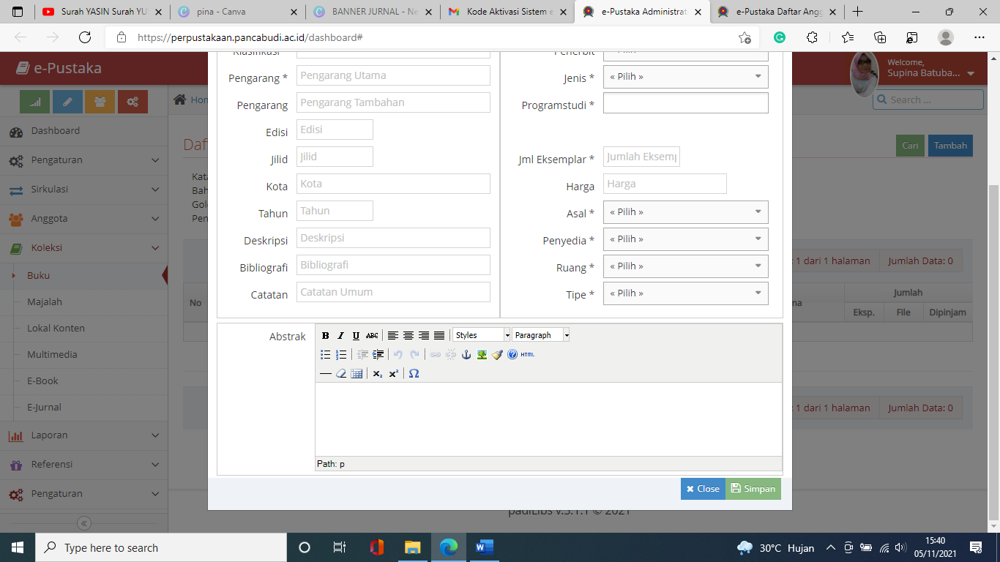 Surah YASIN Surah YU
pina - Canva
BANNER JURNAL - Ne
Kode Aktivasi Sistem e
e-Pustaka Administrat
e-Pustaka Daftar Angg
https://perpustakaan.pancabudi.ac.id/dashboard#
e-Pustaka
Welcome,
Supina Batuba...
Search ...
Hon
Dashboard
Pengaturan
Sirkulasi
Anggota
Koleksi
Buku
Majalah
Lokal Konten
Multimedia
E-Book
E-Jurnal
Laporan
Referensi
Pengaturan
Daf
Cari
Tambah
Kata
Bah
Gol
Pen
Klasifikasi
Pengarang * Pengarang Utama
Pengarang Pengarang Tambahan
Edisi Edisi
Jilid Jilid
Kota Kota
Tahun Tahun
Deskripsi Deskripsi
Bibliografi Bibliografi
Catatan Catatan Umum
Penerbit
Jenis * « Pilih »
Programstudi *
Jml Eksemplar * Jumlah Eksemp
Harga Harga
Asal * « Pilih »
Penyedia * « Pilih »
Ruang * « Pilih »
Tipe * « Pilih »
: 1 dari 1 halaman Jumlah Data: 0
No
ma
Jumlah
Eksp. File Dipinjam
: 1 dari 1 halaman Jumlah Data: 0
Abstrak
B I U ABC Styles Paragraph
HTML
Path: p
Close
Simpan
padiLibs v.3.1.1 © 2021
Type here to search
30°C Hujan
15:40
05/11/2021